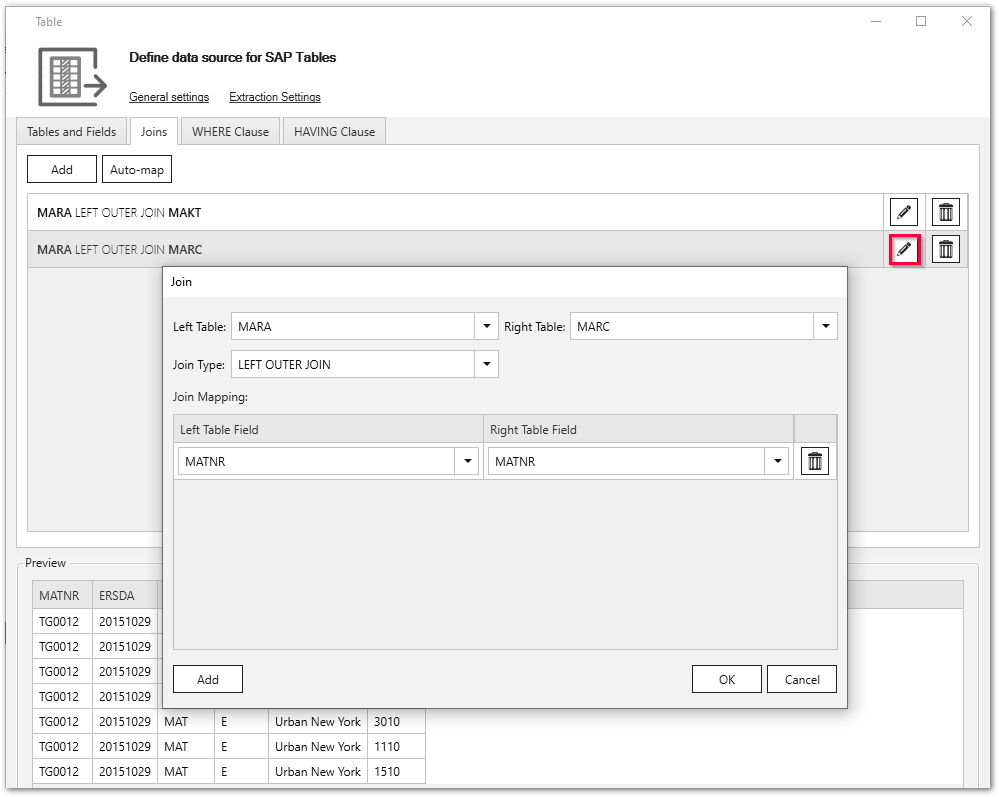 Table
Define data source for SAP Tables
General settings Extraction Settings
Tables and Fields Joins WHERE Clause HAVING Clause
Add Auto-map
MARA LEFT OUTER JOIN MAKT
MARA LEFT OUTER JOIN MARC
Join
Left Table: MARA Right Table: MARC
Join Type: LEFT OUTER JOIN
Join Mapping:
Left Table Field Right Table Field
MATNR MATNR
Add OK Cancel
Preview
MATNR ERSDA
TG0012 20151029
TG0012 20151029
TG0012 20151029
TG0012 20151029
TG0012 20151029 MAT E Urban New York 3010
TG0012 20151029 MAT E Urban New York 1110
TG0012 20151029 MAT E Urban New York 1510